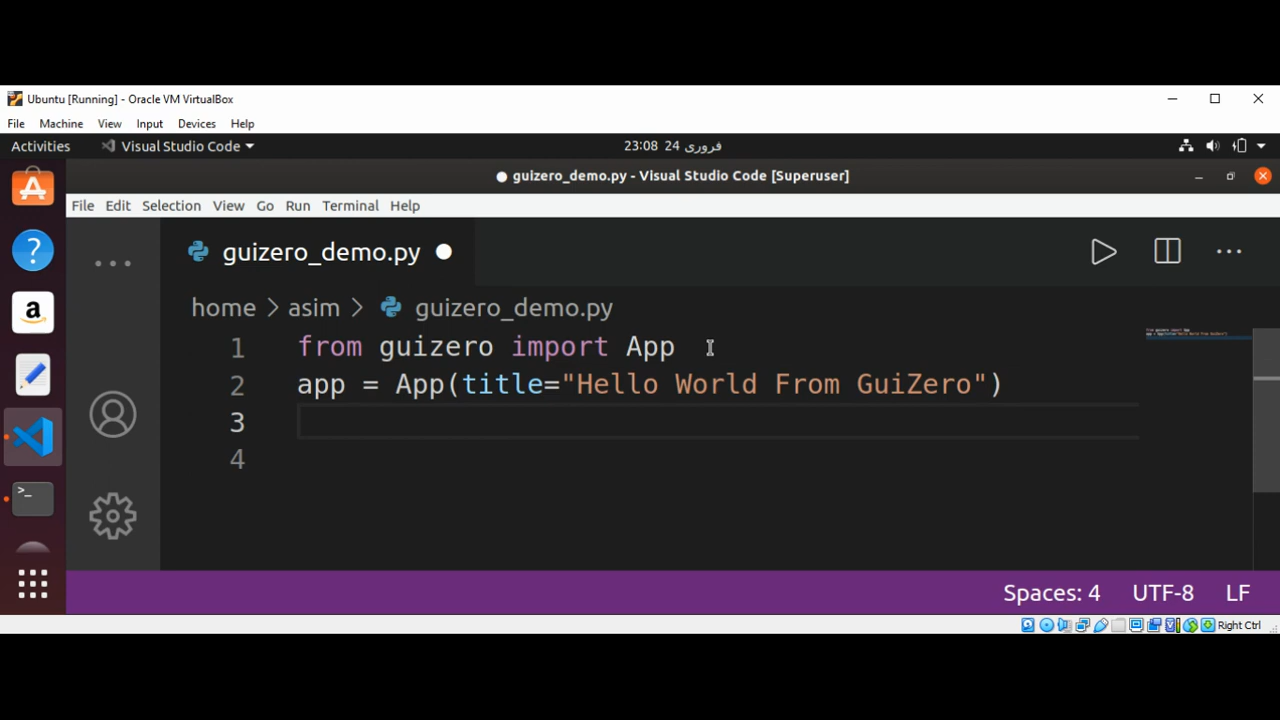 Ubuntu [Running] - Oracle VM VirtualBox
File Machine View Input Devices Help
Activities Visual Studio Code 23:08 24 فروری
● guizero_demo.py - Visual Studio Code [Superuser]
File Edit Selection View Go Run Terminal Help
guizero_demo.py
home > asim > guizero_demo.py
1 from guizero import App
2 app = App(title="Hello World From GuiZero")
3
4
Spaces: 4 UTF-8 LF
Right Ctrl